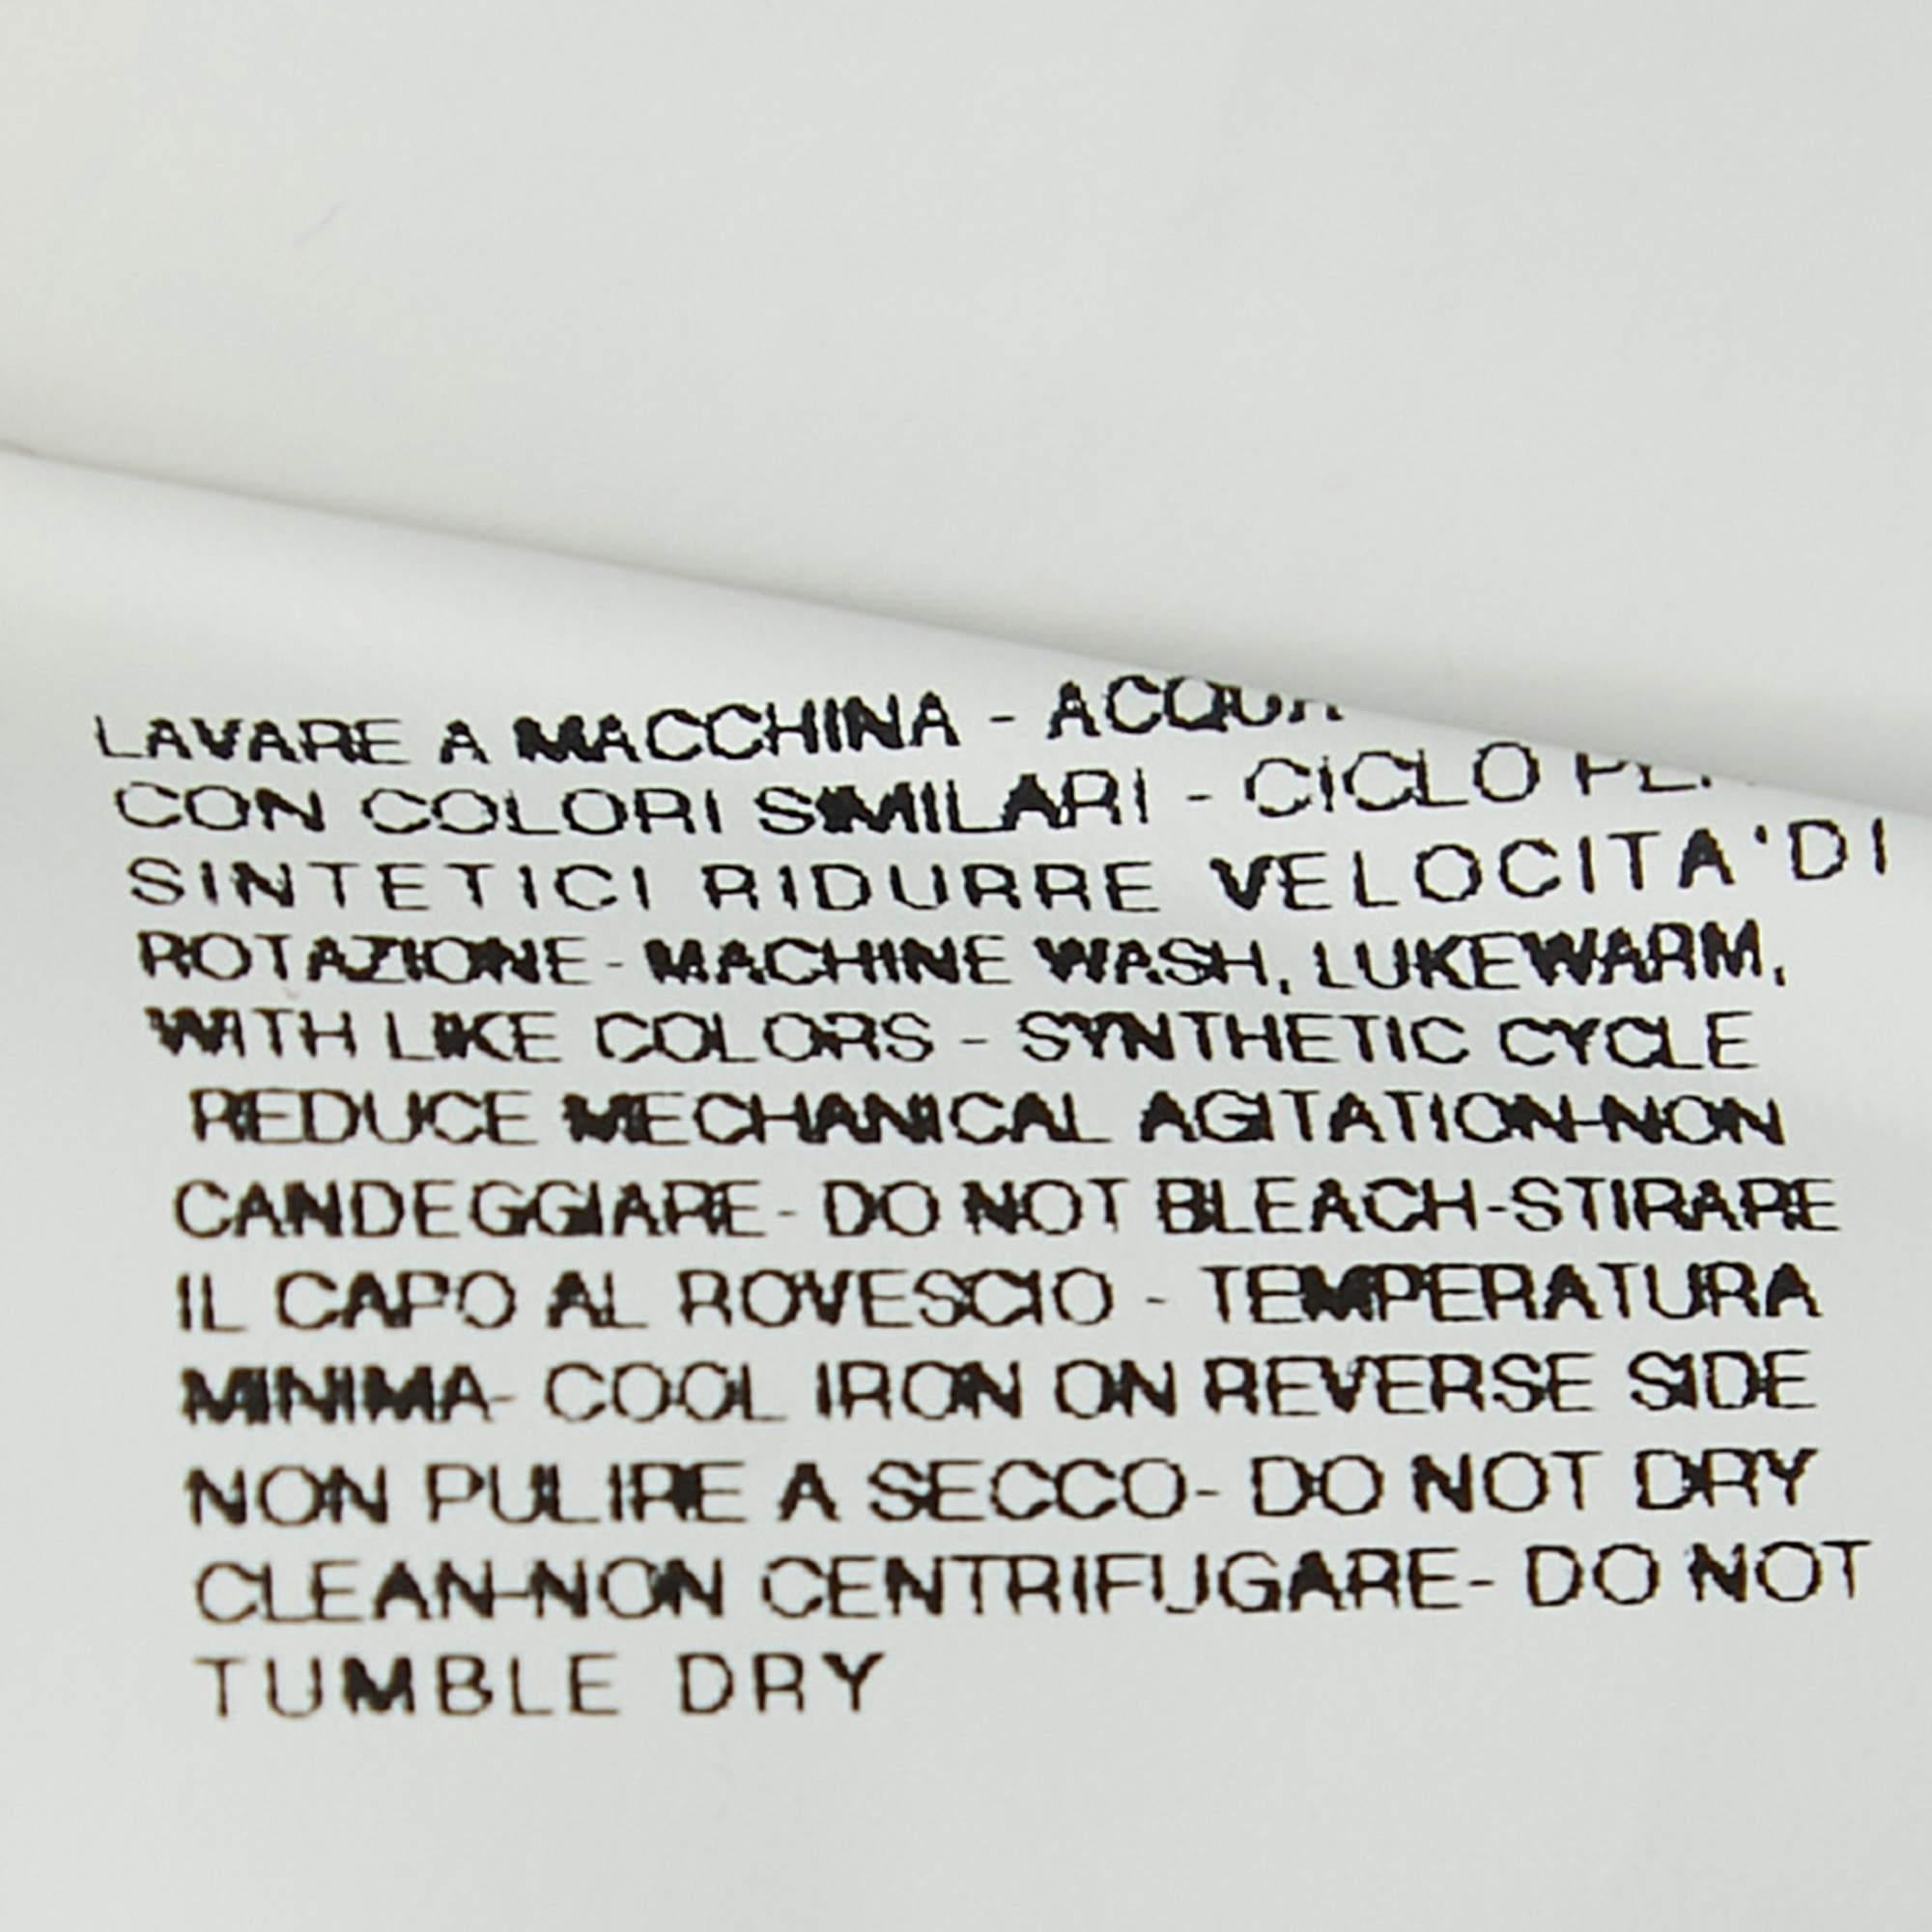 LAVARE A MACCHINA - ACQUA
CON COLORI SIMILARI - CICLO
SINTETICI RIDURRE VELOCITA'DI
ROTAZIONE- MACHINE WASH, LUKEWARM,
WITH LIKE COLORS - SYNTHETIC CYCLE
REDUCE MECHANICAL AGITATION-NON
CANDEGGIARE- DO NOT BLEACH-STIRARE
IL CAPO AL ROVESCIO - TEMPERATURA
MINIMA- COOL IRON ON REVERSE SIDE
NON PULIRE A SECCO- DO NOT DRY
CLEAN-NON CENTRIFUGARE- DO NOT
TUMBLE DRY